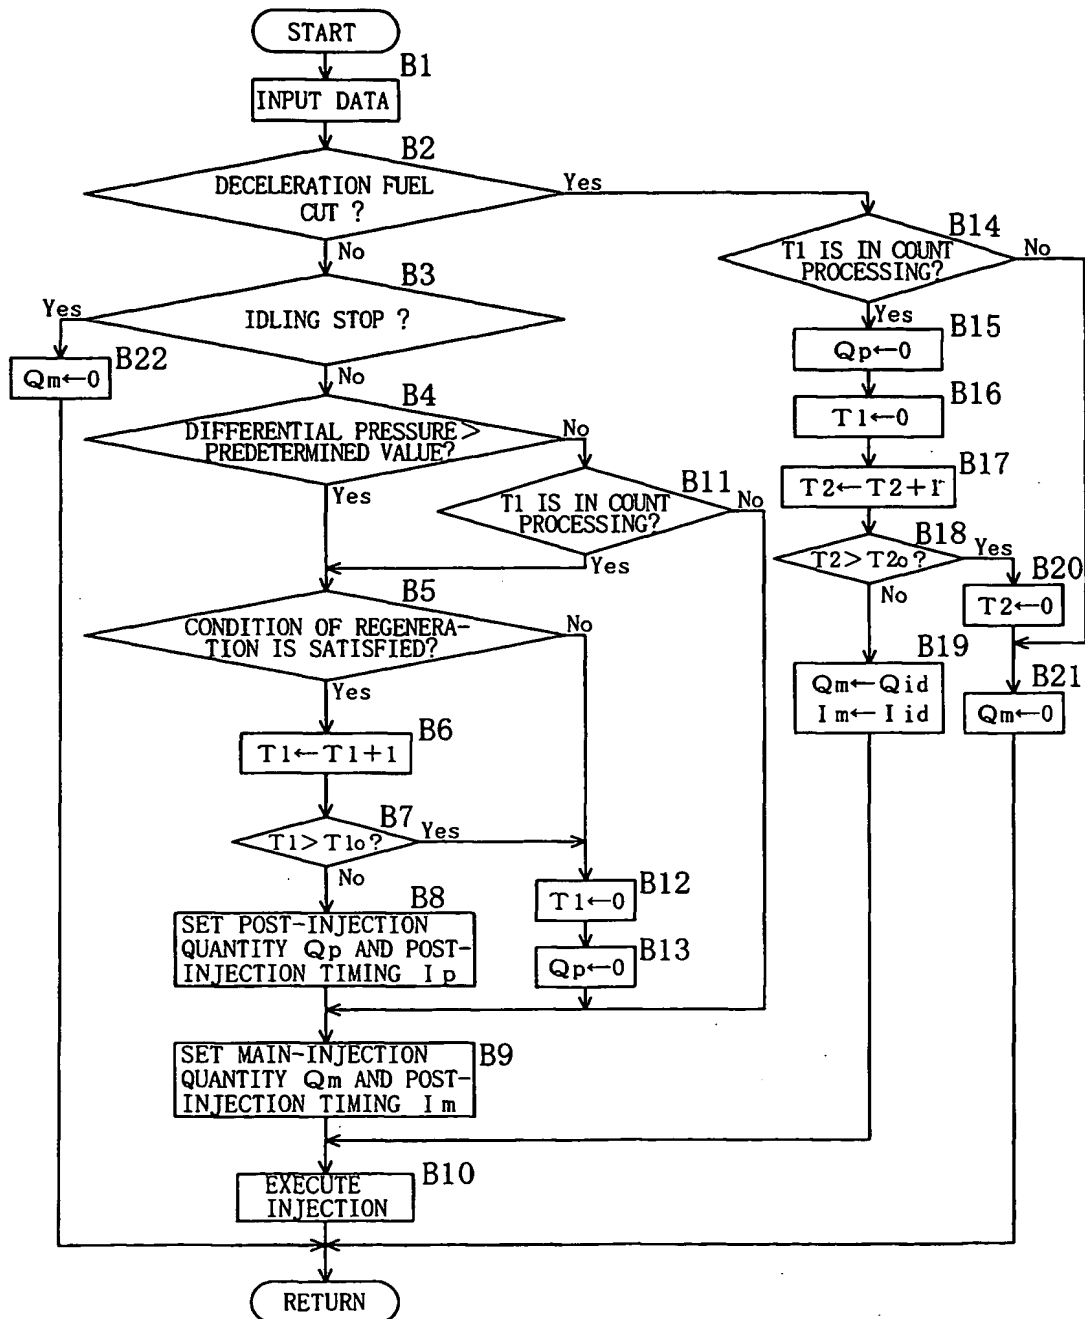 START
B1
INPUT DATA
B2
DECELERATION FUEL
CUT ?
Yes
No
B3
IDLING STOP ?
Yes
No
B22
Qm←0
B4
DIFFERENTIAL PRESSURE>
PREDETERMINED VALUE?
No
Yes
B11
T1 IS IN COUNT
PROCESSING?
No
Yes
B5
CONDITION OF REGENERA-
TION IS SATISFIED?
No
Yes
B6
T1←T1+1
B7
T1>T1o?
Yes
No
B8
SET POST-INJECTION
QUANTITY Qp AND POST-
INJECTION TIMING Ip
B12
T1←0
B13
Qp←0
B9
SET MAIN-INJECTION
QUANTITY Qm AND POST-
INJECTION TIMING Im
B10
EXECUTE
INJECTION
RETURN
B14
T1 IS IN COUNT
PROCESSING?
No
Yes
B15
Qp←0
B16
T1←0
B17
T2←T2+1
B18
T2>T2o?
Yes
No
B19
Qm←Qid
Im←Iid
B20
T2←0
B21
Qm←0